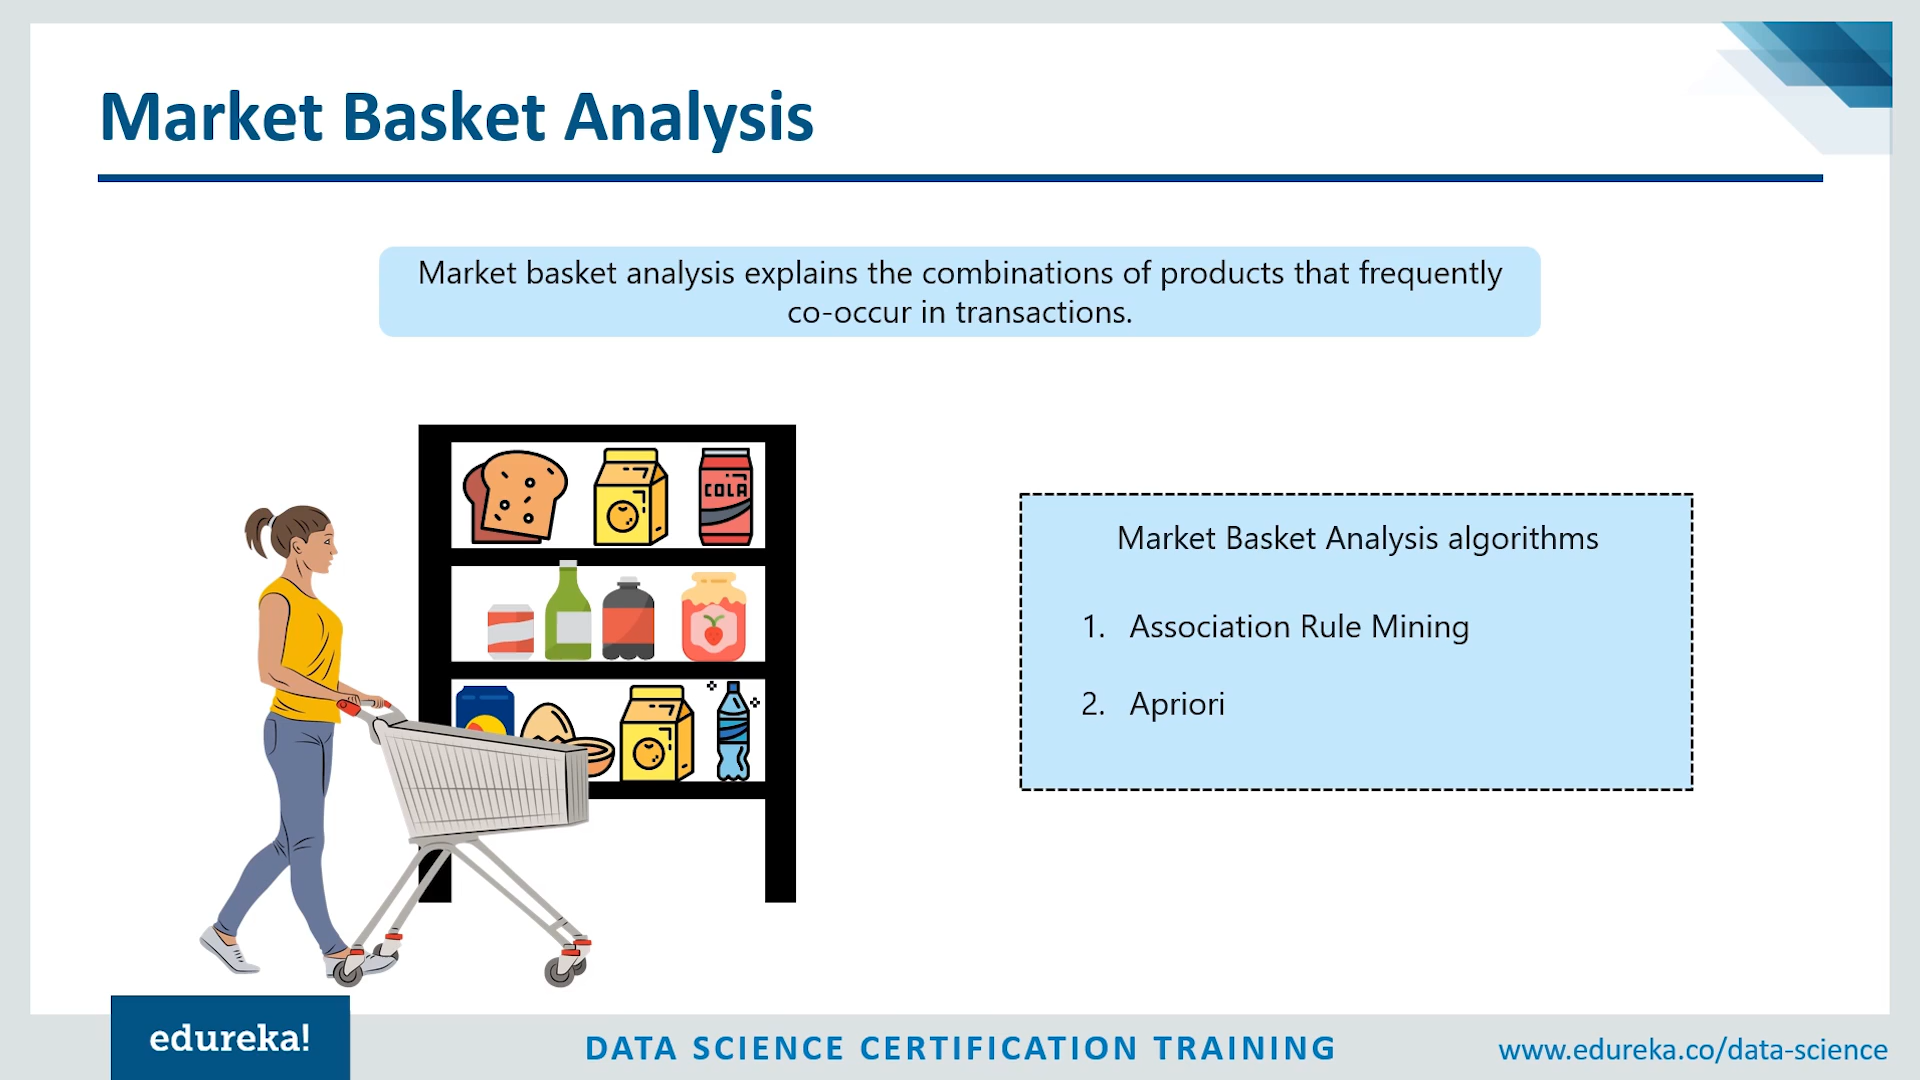 Market Basket Analysis
Market basket analysis explains the combinations of products that frequently
co-occur in transactions.
COLA
Market Basket Analysis algorithms
1. Association Rule Mining
2. Apriori
edureka!
DATA SCIENCE CERTIFICATION TRAINING
www.edureka.co/data-science